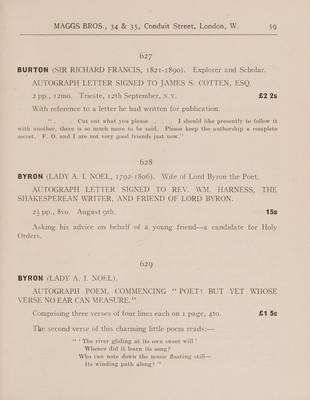 MAGGS BROS., 34 & 35, Conduit Street, London, W. 59
627
BURTON (SIR RICHARD FRANCIS, 1821-1890). Explorer and Scholar.
AUTOGRAPH LETTER SIGNED TO JAMES S. COTTEN, ESQ.
2 pp., 12mo. Trieste, 12th September, N.Y. £2 2s
With reference to a letter he had written for publication.
" . . . Cut out what you please . . . I should like presently to follow it
with another, there is so much more to be said. Please keep the authorship a complete
secret. F. O. and I are not very good friends just now."
628
BYRON (LADY A. I. NOEL, 1792-1806). Wife of Lord Byron the Poet.
AUTOGRAPH LETTER SIGNED TO REV. WM. HARNESS, THE
SHAKESPEREAN WRITER, AND FRIEND OF LORD BYRON.
2½ pp., 8vo. August 9th. 15s
Asking his advice on behalf of a young friend—a candidate for Holy
Orders.
629
BYRON (LADY A. I. NOEL).
AUTOGRAPH POEM, COMMENCING "POET! BUT YET WHOSE
VERSE NO EAR CAN MEASURE."
Comprising three verses of four lines each on 1 page, 4to. £1 5s
The second verse of this charming little poem reads:—
" ' The river gliding at its own sweet will '
Whence did it learn its song?
Who can note down the music floating still—
Its winding path along? "